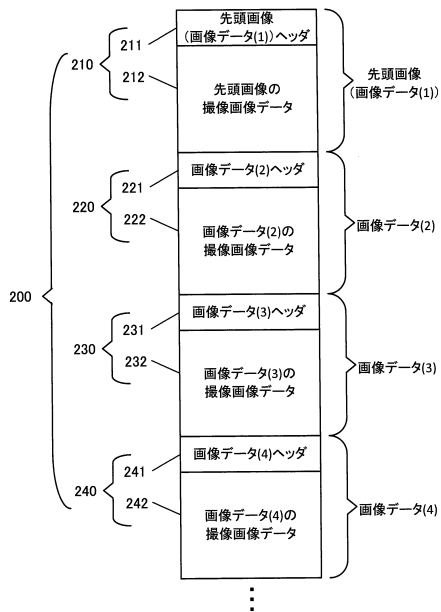 200
210
211
212
先頭画像
(画像データ(1))ヘッダ
先頭画像の
撮像画像データ
先頭画像
(画像データ(1))
220
221
222
画像データ(2)ヘッダ
画像データ(2)の
撮像画像データ
画像データ(2)
230
231
232
画像データ(3)ヘッダ
画像データ(3)の
撮像画像データ
画像データ(3)
240
241
242
画像データ(4)ヘッダ
画像データ(4)の
撮像画像データ
画像データ(4)